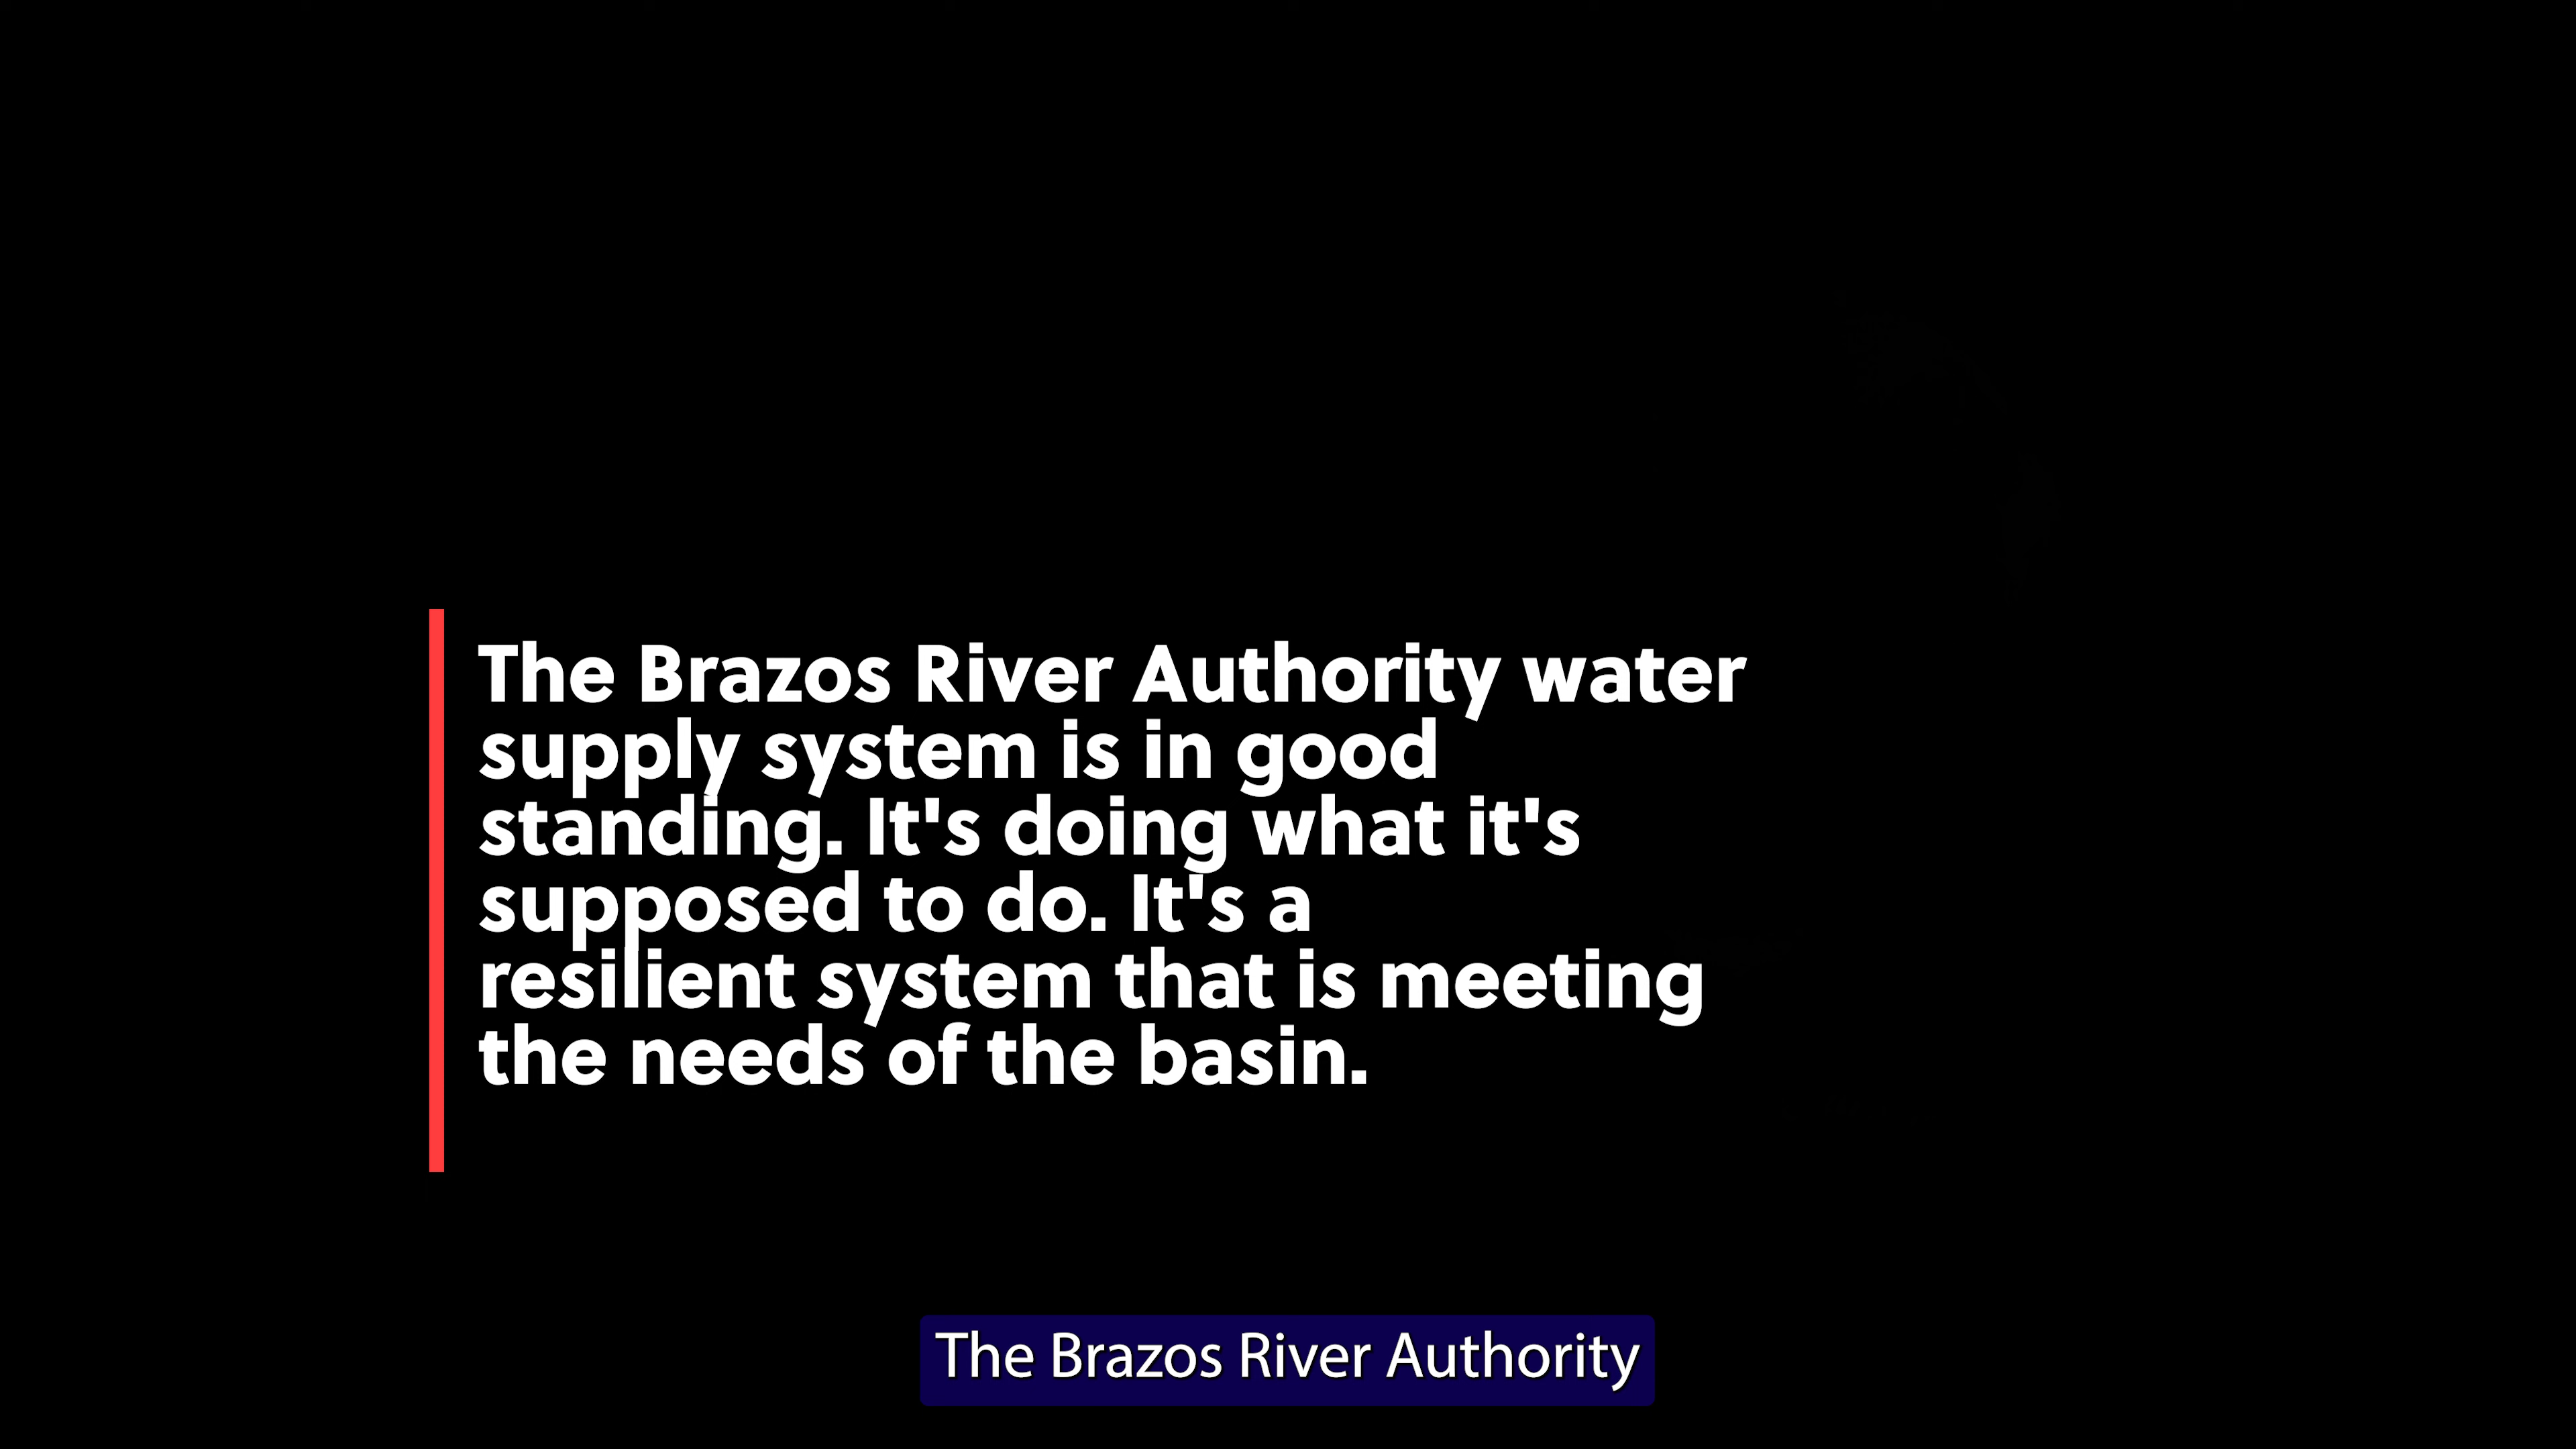 The Brazos River Authority water
supply system is in good
standing. It's doing what it's
supposed to do. It's a
resilient system that is meeting
the needs of the basin.
The Brazos River Authority